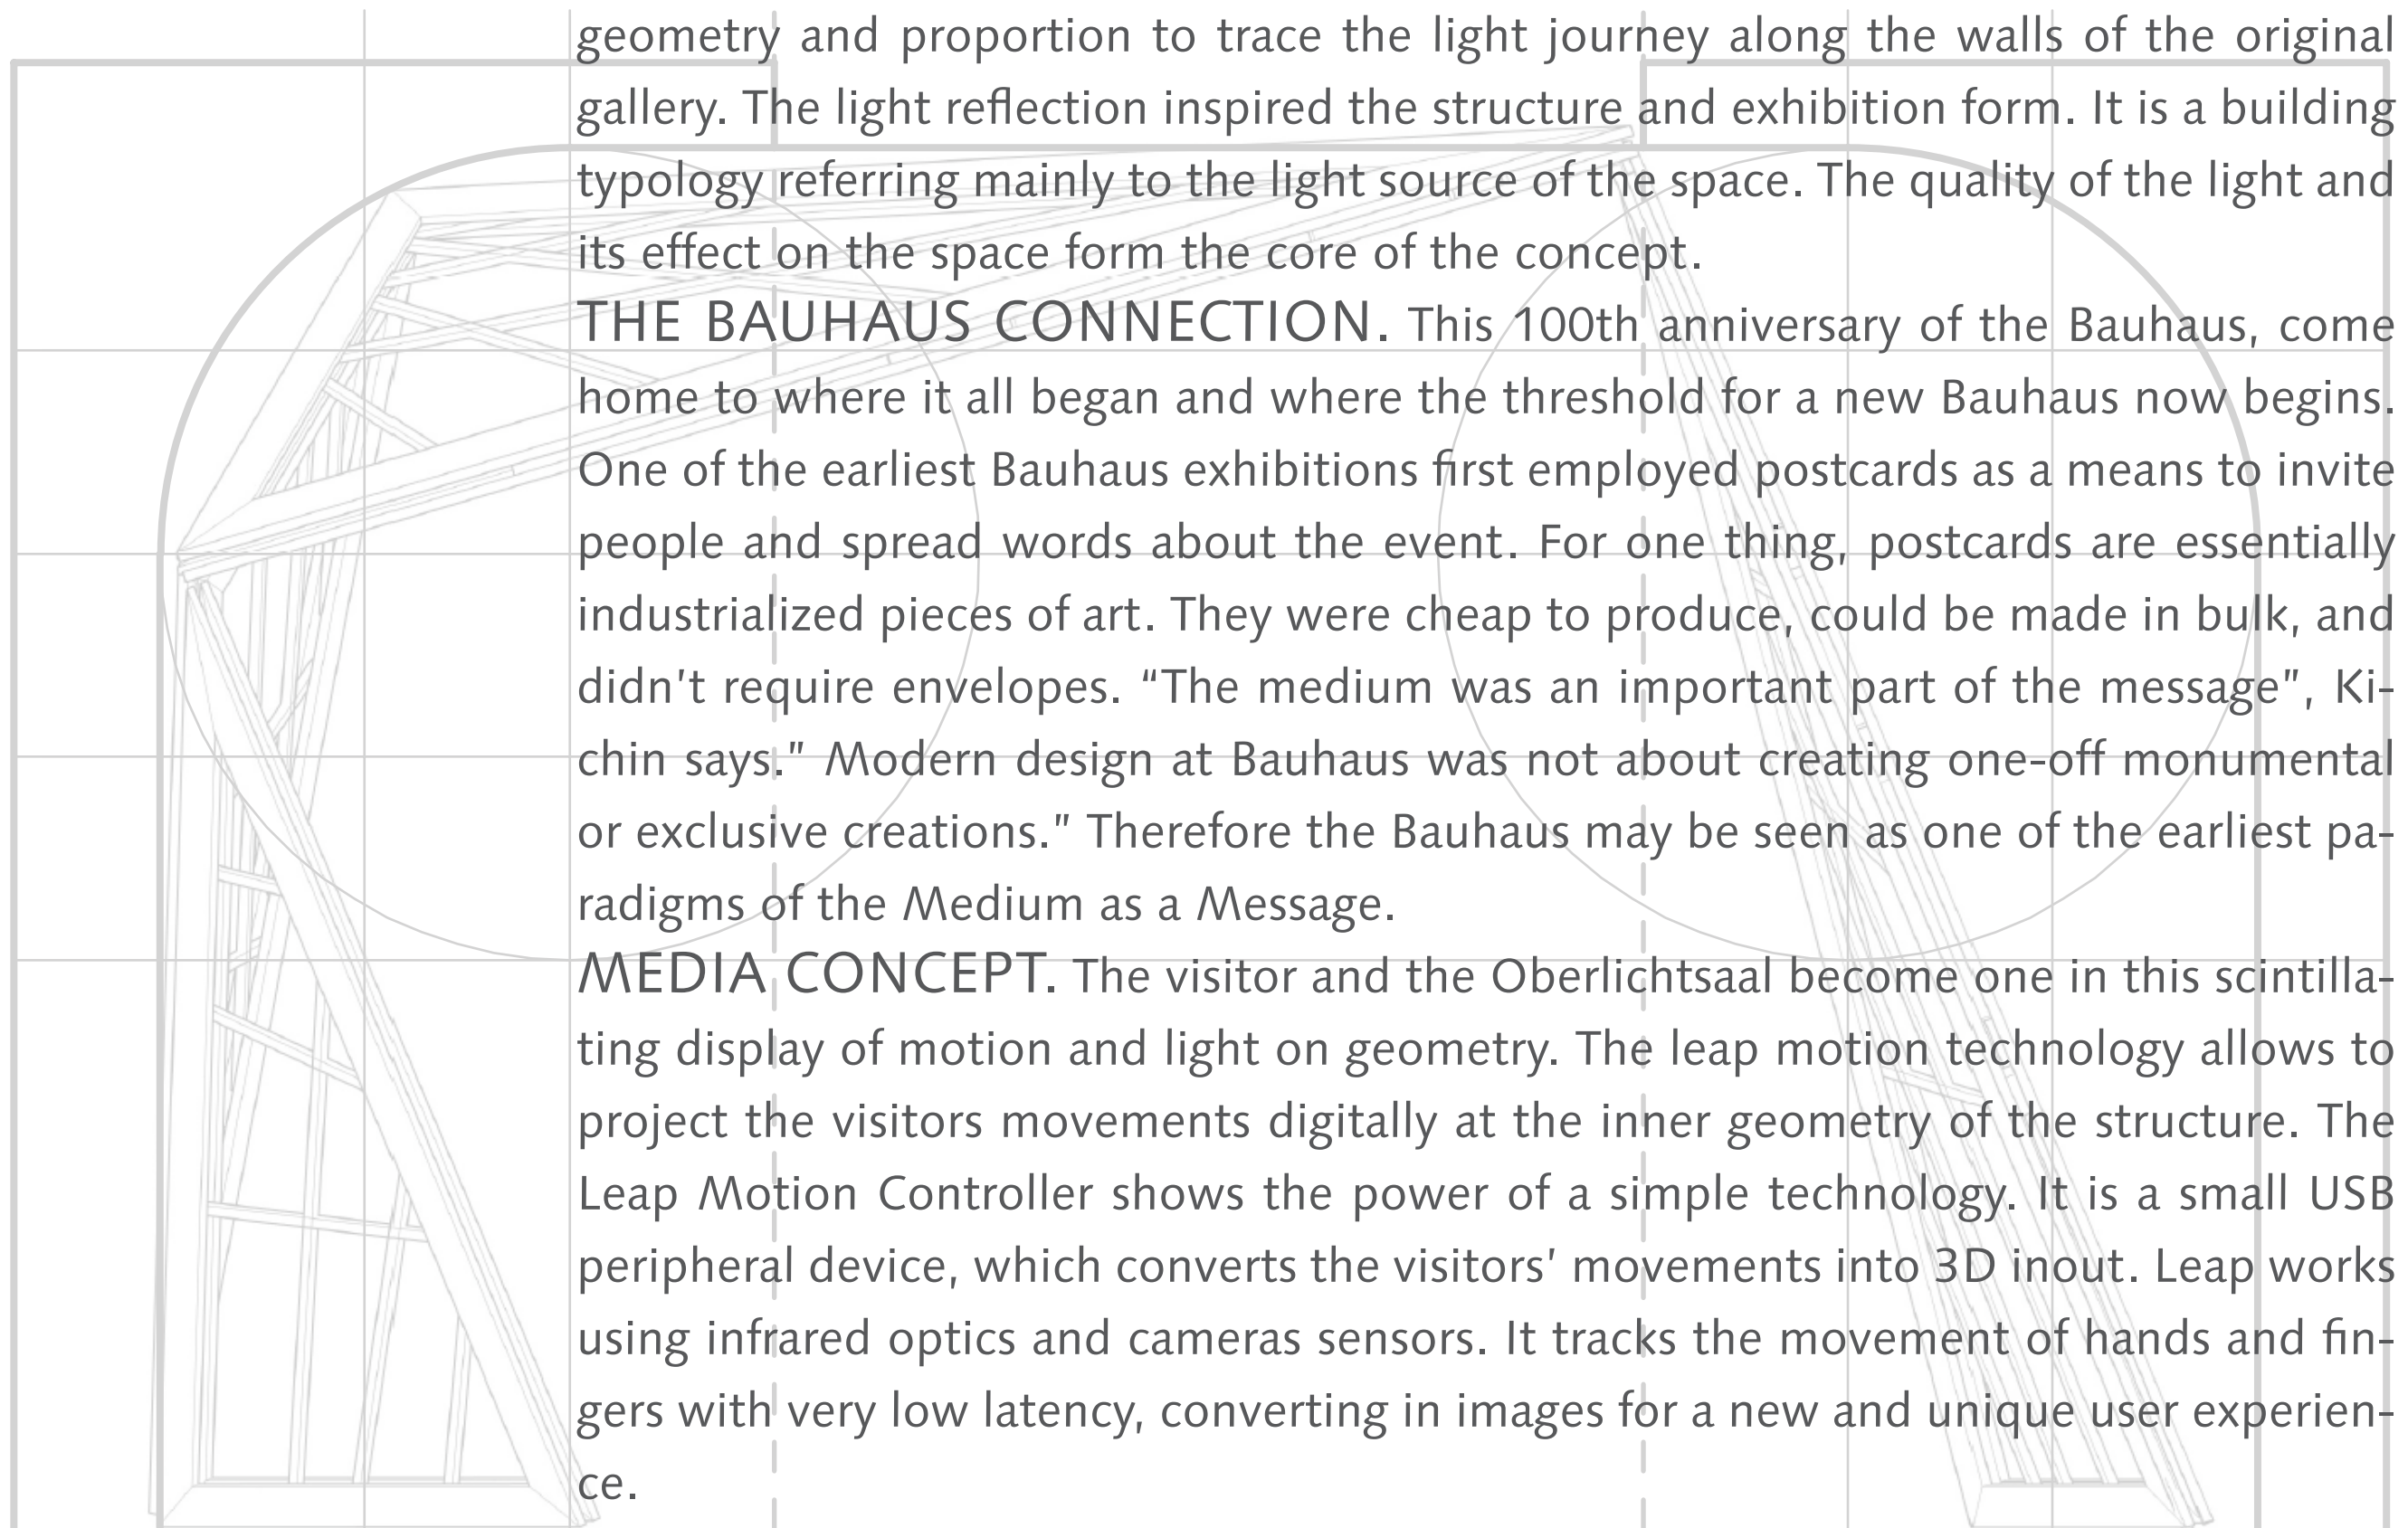 geometry and proportion to trace the light journey along the walls of the original
gallery. The light reflection inspired the structure and exhibition form. It is a building
typology referring mainly to the light source of the space. The quality of the light and
its effect on the space form the core of the concept.
THE BAUHAUS CONNECTION. This 100th anniversary of the Bauhaus, come
home to where it all began and where the threshold for a new Bauhaus now begins.
One of the earliest Bauhaus exhibitions first employed postcards as a means to invite
people and spread words about the event. For one thing, postcards are essentially
industrialized pieces of art. They were cheap to produce, could be made in bulk, and
didn't require envelopes. “The medium was an important part of the message”, Ki-
chin says.” Modern design at Bauhaus was not about creating one-off monumental
or exclusive creations.” Therefore the Bauhaus may be seen as one of the earliest pa-
radigms of the Medium as a Message.
MEDIA CONCEPT. The visitor and the Oberlichtsaal become one in this scintilla-
ting display of motion and light on geometry. The leap motion technology allows to
project the visitors movements digitally at the inner geometry of the structure. The
Leap Motion Controller shows the power of a simple technology. It is a small USB
peripheral device, which converts the visitors’ movements into 3D inout. Leap works
using infrared optics and cameras sensors. It tracks the movement of hands and fin-
gers with very low latency, converting in images for a new and unique user experien-
ce.